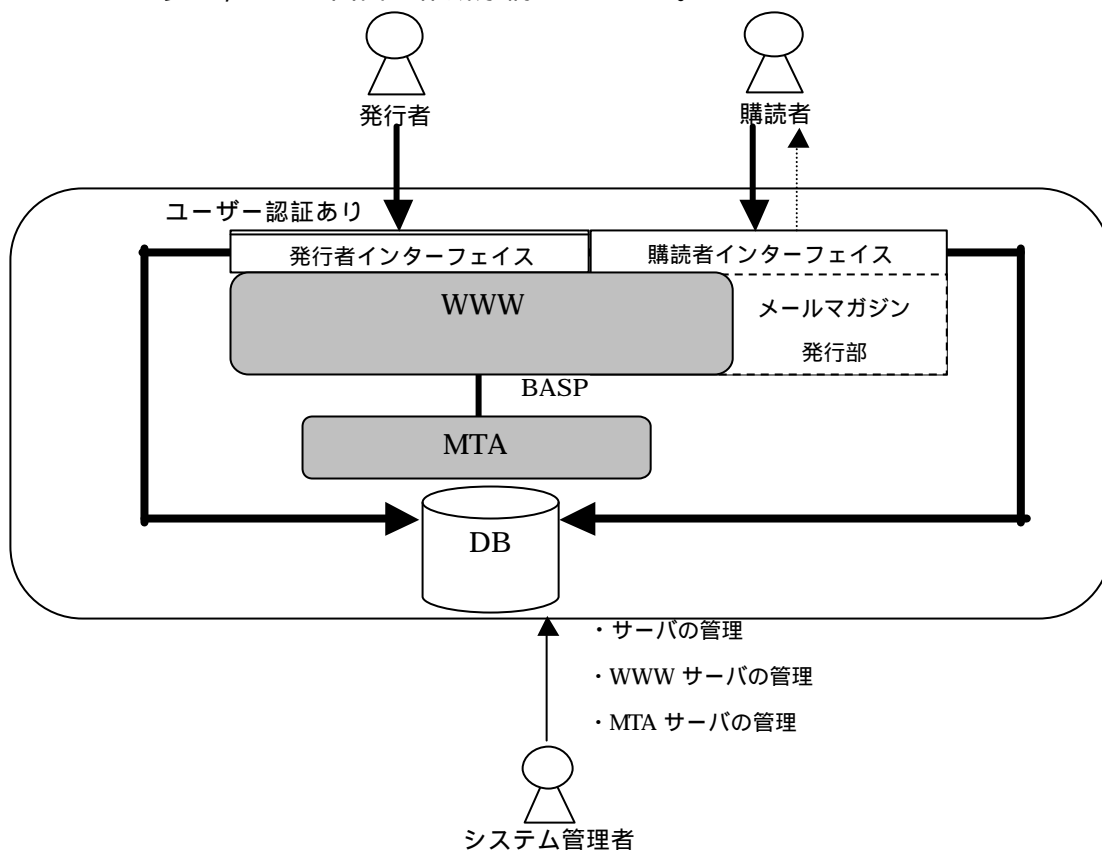 発行者
購読者
ユーザー認証あり
発行者インターフェイス
購読者インターフェイス
WWW
メールマガジン
発行部
BASP
MTA
DB
・サーバの管理
・WWW サーバの管理
・MTA サーバの管理
システム管理者